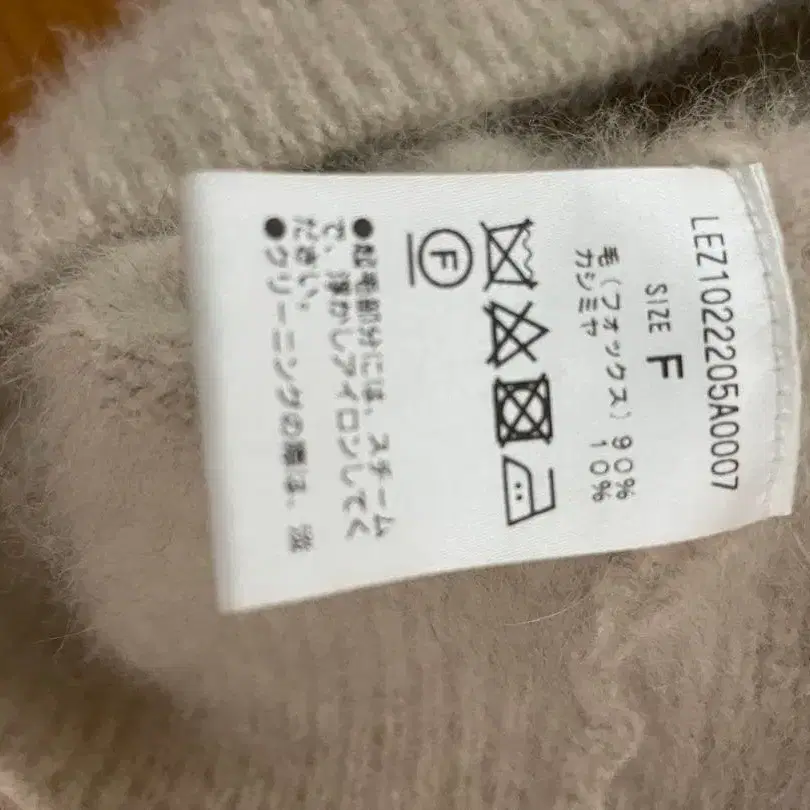 LEZ1022205A0007
SIZE F
毛(フォックス) 90%
カシミヤ 10%
F
●起毛部分には、スチーム
で、浮かしアイロンしてく
ださい。
●クリーニングの際は、